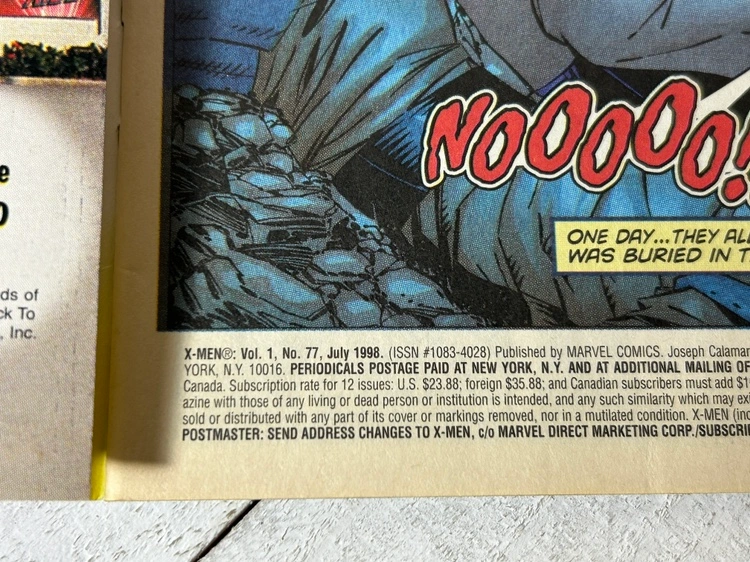 e
ds of
ck To
, Inc.
NOOOOO!
ONE DAY...THEY ALL
WAS BURIED IN T
X-MEN®: Vol. 1, No. 77, July 1998. (ISSN #1083-4028) Published by MARVEL COMICS. Joseph Calamar
YORK, N.Y. 10016. PERIODICALS POSTAGE PAID AT NEW YORK, N.Y. AND AT ADDITIONAL MAILING OF
Canada. Subscription rate for 12 issues: U.S. $23.88; foreign $35.88; and Canadian subscribers must add $1
azine with those of any living or dead person or institution is intended, and any such similarity which may exi
sold or distributed with any part of its cover or markings removed, nor in a mutilated condition. X-MEN (inc
POSTMASTER: SEND ADDRESS CHANGES TO X-MEN, c/o MARVEL DIRECT MARKETING CORP./SUBSCRI